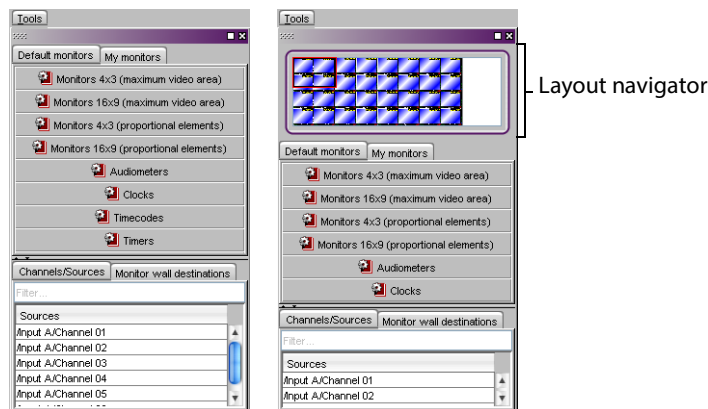 Tools
Default monitors
My monitors
Monitors 4x3 (maximum video area)
Monitors 16x9 (maximum video area)
Monitors 4x3 (proportional elements)
Monitors 16x9 (proportional elements)
Audiometers
Clocks
Timecodes
Timers
Channels/Sources
Monitor wall destinations
Filter...
Sources
/Input A/Channel 01
/Input A/Channel 02
/Input A/Channel 03
/Input A/Channel 04
/Input A/Channel 05
Tools
Layout navigator
Default monitors
My monitors
Monitors 4x3 (maximum video area)
Monitors 16x9 (maximum video area)
Monitors 4x3 (proportional elements)
Monitors 16x9 (proportional elements)
Audiometers
Clocks
Channels/Sources
Monitor wall destinations
Filter...
Sources
/Input A/Channel 01
/Input A/Channel 02